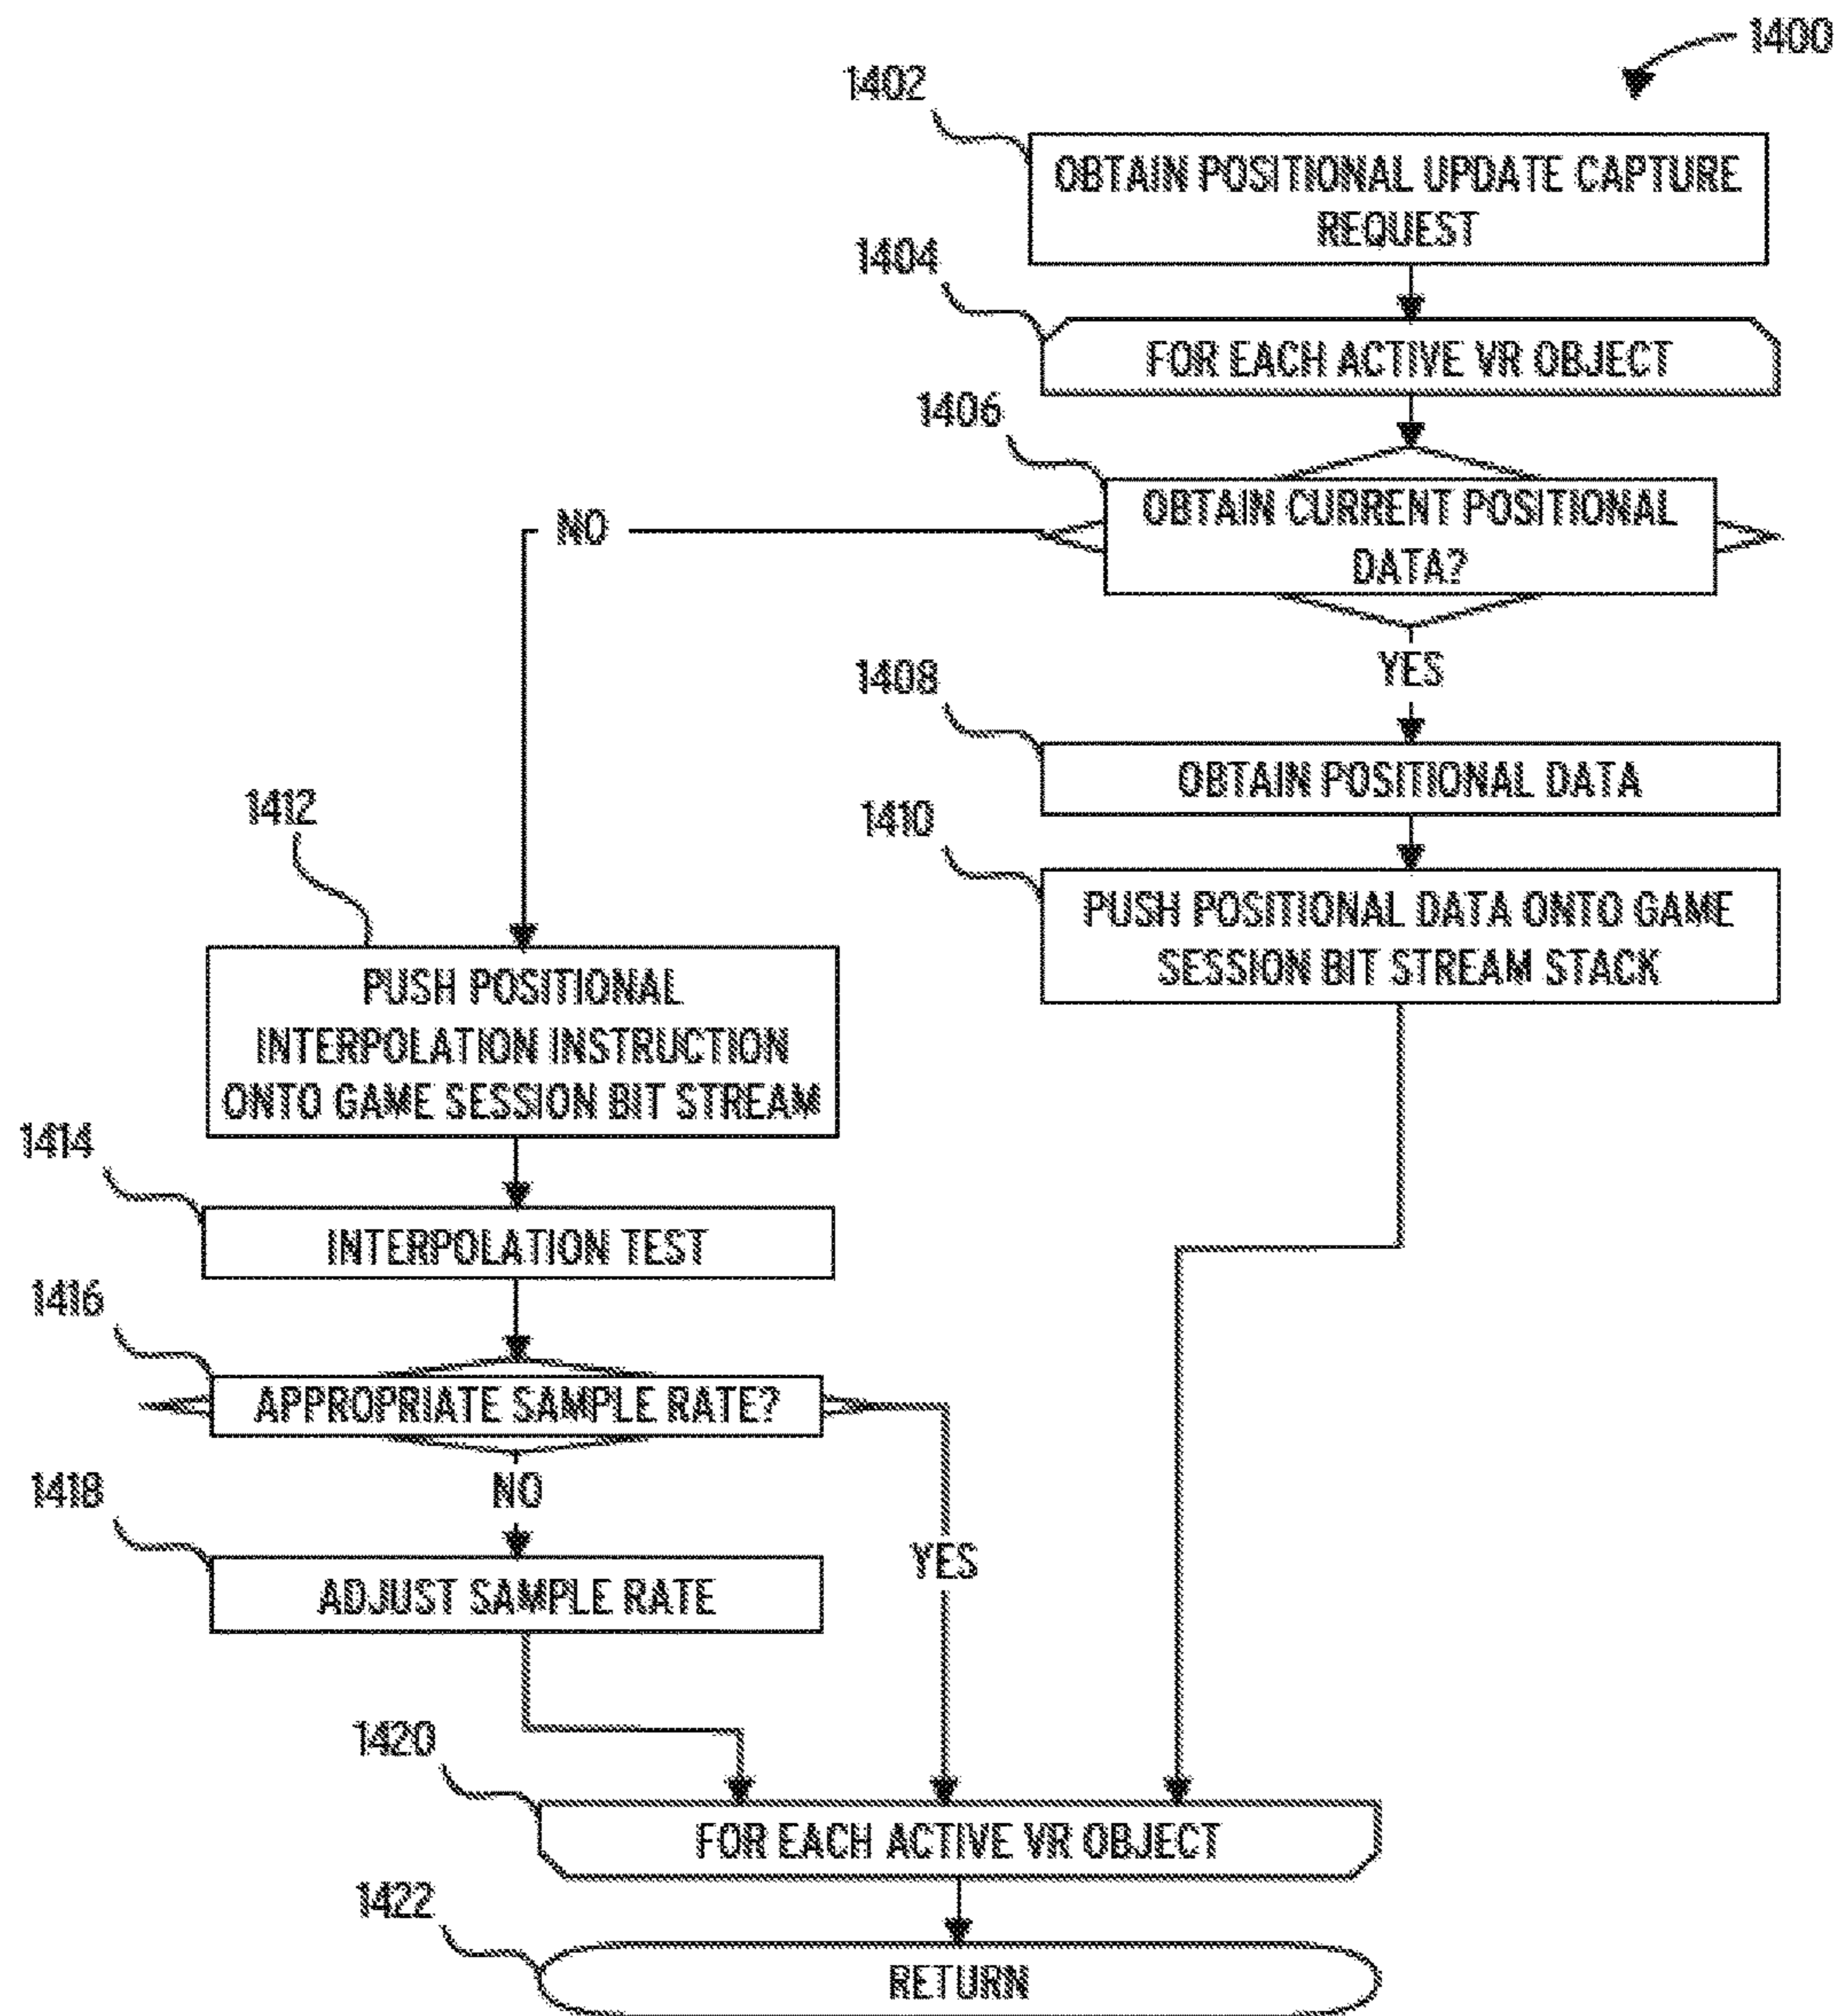 1400
1402
OBTAIN POSITIONAL UPDATE CAPTURE
REQUEST
1404
FOR EACH ACTIVE VR OBJECT
1406
OBTAIN CURRENT POSITIONAL
DATA?
NO
YES
1408
OBTAIN POSITIONAL DATA
1410
PUSH POSITIONAL DATA ONTO GAME
SESSION BIT STREAM STACK
1412
PUSH POSITIONAL
INTERPOLATION INSTRUCTION
ONTO GAME SESSION BIT STREAM
1414
INTERPOLATION TEST
1416
APPROPRIATE SAMPLE RATE?
NO
YES
1418
ADJUST SAMPLE RATE
1420
FOR EACH ACTIVE VR OBJECT
1422
RETURN